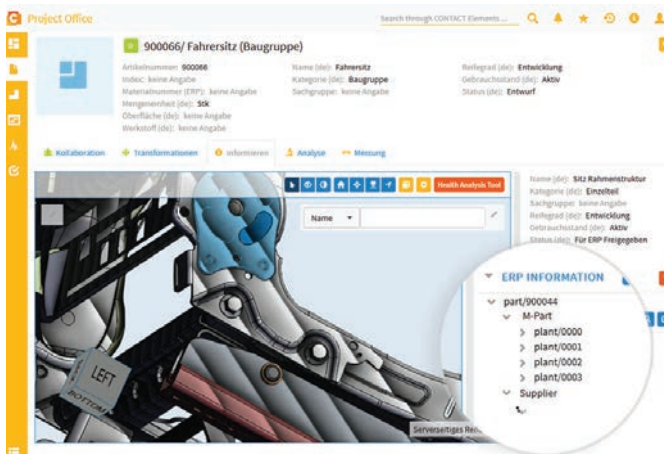 Project Office
Search through CONTACT Elements ...
900066/ Fahrersitz (Baugruppe)
Artikelnummer: 900066
Index: keine Angabe
Materialnummer (ERP): keine Angabe
Mengeneinheit (de): Stk
Oberfläche (de): keine Angabe
Werkstoff (de): keine Angabe
Name (de): Fahrersitz
Kategorie (de): Baugruppe
Sachgruppe: keine Angabe
Reifegrad (de): Entwicklung
Gebrauchsstand (de): Aktiv
Status (de): Entwurf
Kollaboration
Transformationen
Informieren
Analyse
Messung
Health Analysis Tool
Name
LEFT
BOTTOM
Serverseitiges
Name (de): Sitz Rahmenstruktur
Kategorie (de): Einzelteil
Sachgruppe: keine Angabe
Reifegrad (de): Entwicklung
Gebrauchsstand (de): Aktiv
Status (de): Für ERP Freigegeben
ERP INFORMATION
part/900044
M-Part
plant/0000
plant/0001
plant/0002
plant/0003
Supplier